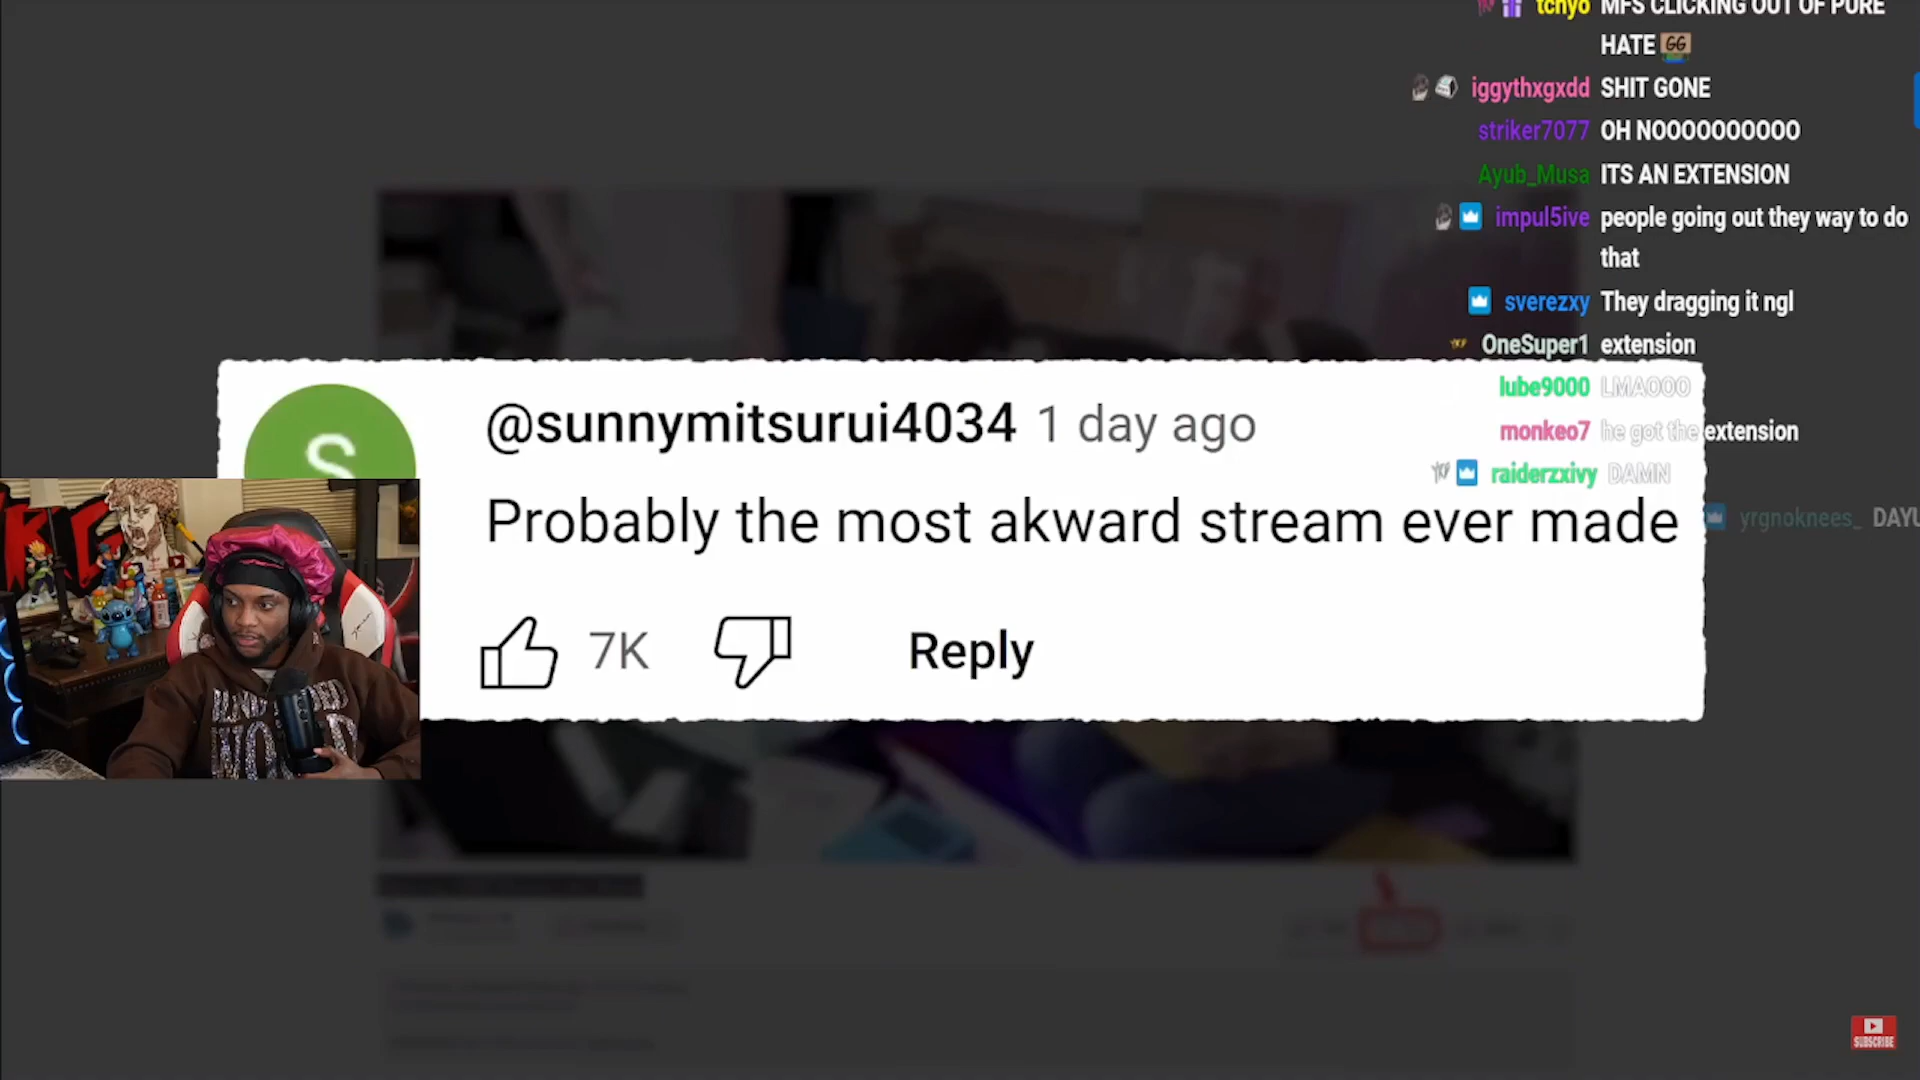 tchyo MFS CLICKING OUT OF PURE
HATE GG
iggythxgxdd SHIT GONE
striker7077 OH NOOOOOOOOOO
Ayub_Musa ITS AN EXTENSION
impul5ive people going out they way to do
that
sverezxy They dragging it ngl
OneSuper1 extension
lube9000 LMAOOO
monkeo7 he got the extension
raiderzxivy DAMN
yrgnoknees_
S
@sunnymitsurui4034 1 day ago
Probably the most akward stream ever made
7K
Reply
SUBSCRIBE